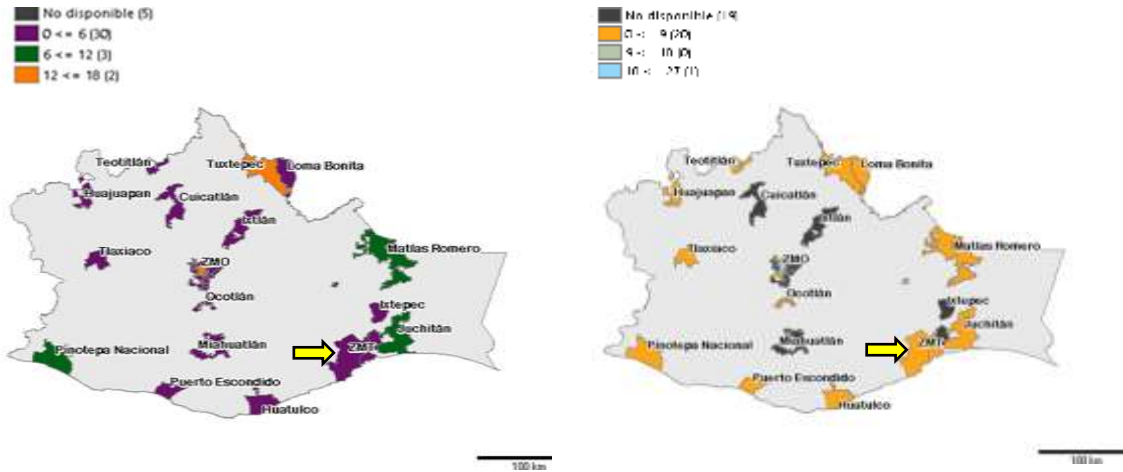 No disponible (5)
0 <= 6 (30)
6 <= 12 (3)
12 <= 18 (2)
Teotitlán
Tuxtepec
Loma Bonita
Huajuapan
Cuicatlán
Ixtlán
Tlaxiaco
ZMO
Matías Romero
Ocotlán
Ixtepec
Juchitán
Pinotepa Nacional
Miahuatlán
ZMT
Puerto Escondido
Huatulco
100 km
No disponible (19)
Teotitlán
Tuxtepec
Loma Bonita
Huajuapan
Cuicatlán
Ixtlán
Tlaxiaco
ZMO
Matías Romero
Ocotlán
Ixtepec
Juchitán
Pinotepa Nacional
Miahuatlán
ZMT
Puerto Escondido
Huatulco
100 km